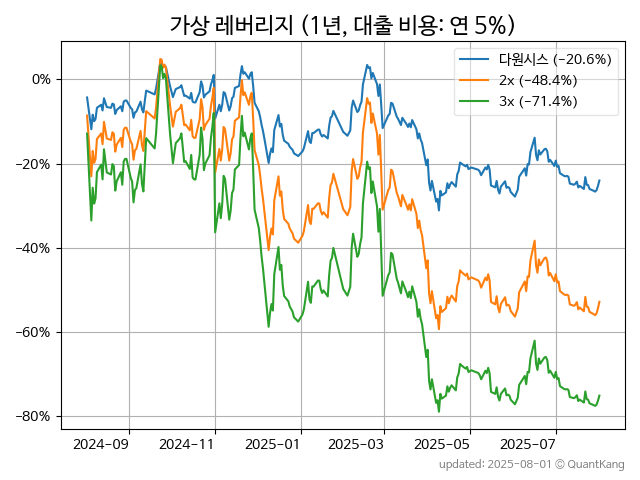 가상 레버리지 (1년, 대출 비용: 연 5%)
다원시스 (−20.6%)
2x (−48.4%)
3x (−71.4%)
0%
−20%
−40%
−60%
−80%
2024-09 2024-11 2025-01 2025-03 2025-05 2025-07
updated: 2025-08-01 © QuantKang